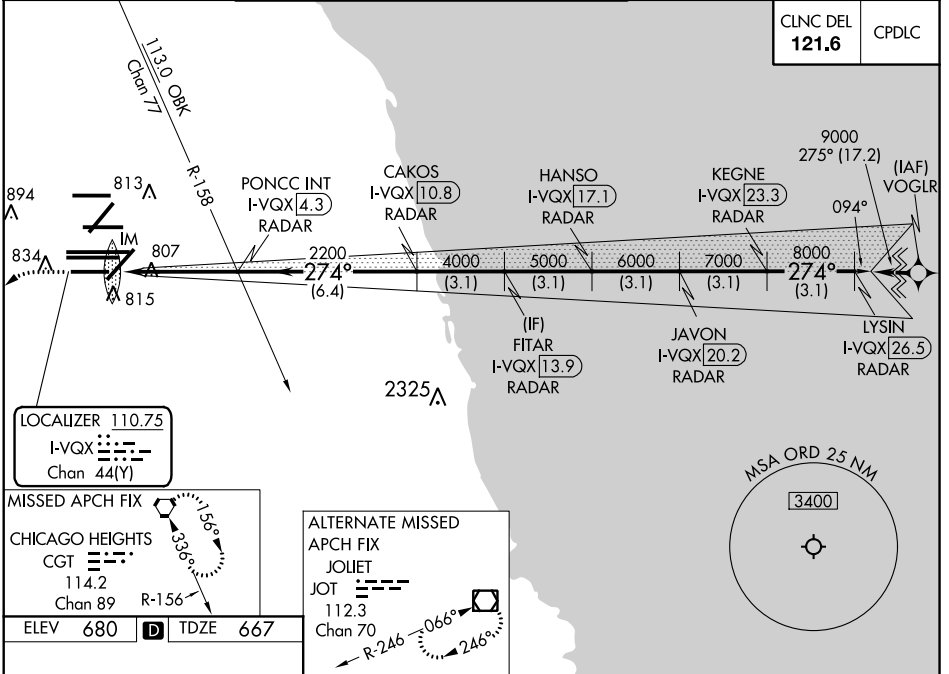 CLNC DEL
121.6
CPDLC
113.0 OBK
Chan 77
R-158
894
813
834
IM
807
815
PONCC INT
I-VQX 4.3
RADAR
CAKOS
I-VQX 10.8
RADAR
HANSO
I-VQX 17.1
RADAR
KEGNE
I-VQX 23.3
RADAR
9000
275° (17.2)
(IAF)
VOGLR
094°
2200
274°
(6.4)
4000
(3.1)
5000
(3.1)
6000
(3.1)
7000
(3.1)
8000
274°
(3.1)
(IF)
FITAR
I-VQX 13.9
RADAR
JAVON
I-VQX 20.2
RADAR
LYSIN
I-VQX 26.5
RADAR
2325
LOCALIZER 110.75
I-VQX
Chan 44(Y)
MSA ORD 25 NM
3400
MISSED APCH FIX
CHICAGO HEIGHTS
CGT
114.2
Chan 89
156°
336°
R-156
ALTERNATE MISSED
APCH FIX
JOLIET
JOT
112.3
Chan 70
R-246
066°
246°
ELEV 680 D TDZE 667